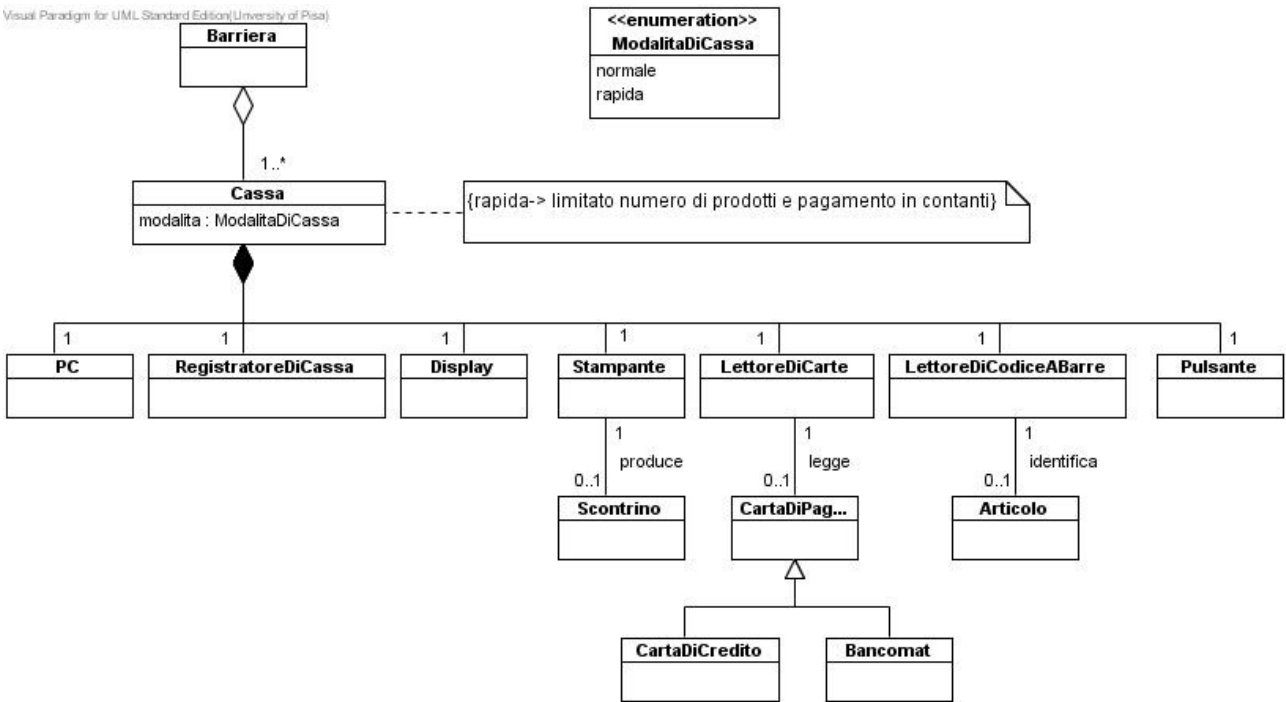 Visual Paradigm for UML Standard Edition(University of Pisa)
Barriera
<<enumeration>>
ModalitaDiCassa
normale
rapida
1..*
Cassa
modalita : ModalitaDiCassa
{rapida-> limitato numero di prodotti e pagamento in contanti}
1 1 1 1 1 1 1
PC RegistratoreDiCassa Display Stampante LettoreDiCarte LettoreDiCodiceABarre Pulsante
1 1 1
produce legge identifica
0..1 0..1 0..1
Scontrino CartaDiPag... Articolo
CartaDiCredito Bancomat